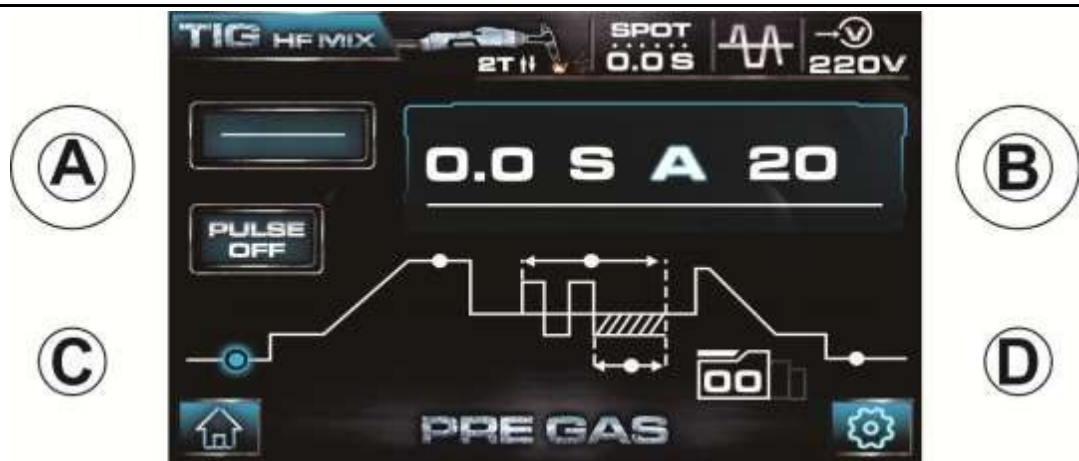 TIG HF MIX
2T
SPOT
0.0 S
V
220V
A
0.0 S A 20
B
PULSE
OFF
C
D
00
PRE GAS